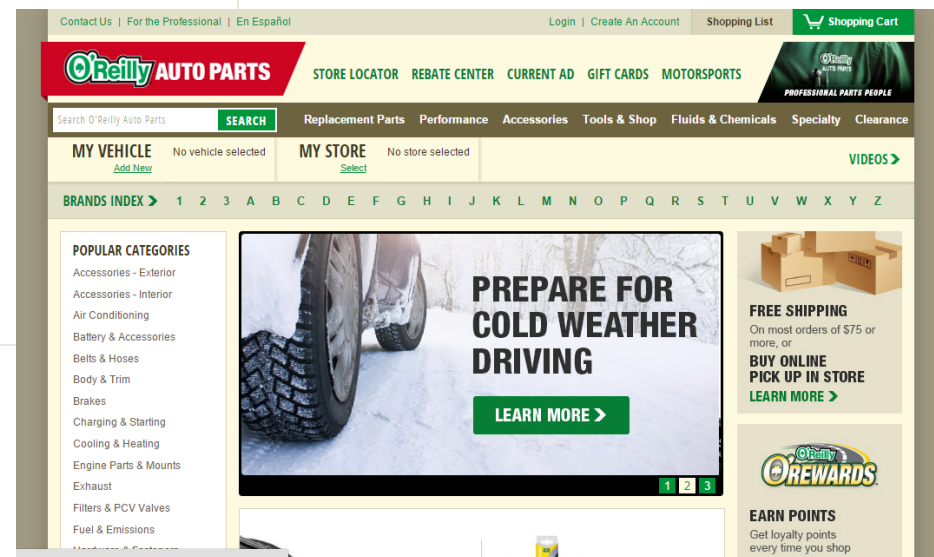 Contact Us | For the Professional | En Español
Login | Create An Account
Shopping List
Shopping Cart
O'Reilly AUTO PARTS
STORE LOCATOR REBATE CENTER CURRENT AD GIFT CARDS MOTORSPORTS
O'Reilly
AUTO PARTS
PROFESSIONAL PARTS PEOPLE
Search O'Reilly Auto Parts
SEARCH
Replacement Parts Performance Accessories Tools & Shop Fluids & Chemicals Specialty Clearance
MY VEHICLE
No vehicle selected
Add New
MY STORE
No store selected
Select
VIDEOS
BRANDS INDEX 1 2 3 A B C D E F G H I J K L M N O P Q R S T U V W X Y Z
POPULAR CATEGORIES
Accessories - Exterior
Accessories - Interior
Air Conditioning
Battery & Accessories
Belts & Hoses
Body & Trim
Brakes
Charging & Starting
Cooling & Heating
Engine Parts & Mounts
Exhaust
Filters & PCV Valves
Fuel & Emissions
Hardware & Fasteners
PREPARE FOR
COLD WEATHER
DRIVING
LEARN MORE
1 2 3
FREE SHIPPING
On most orders of $75 or
more, or
BUY ONLINE
PICK UP IN STORE
LEARN MORE
O'Reilly
O'REWARDS
EARN POINTS
Get loyalty points
every time you shop